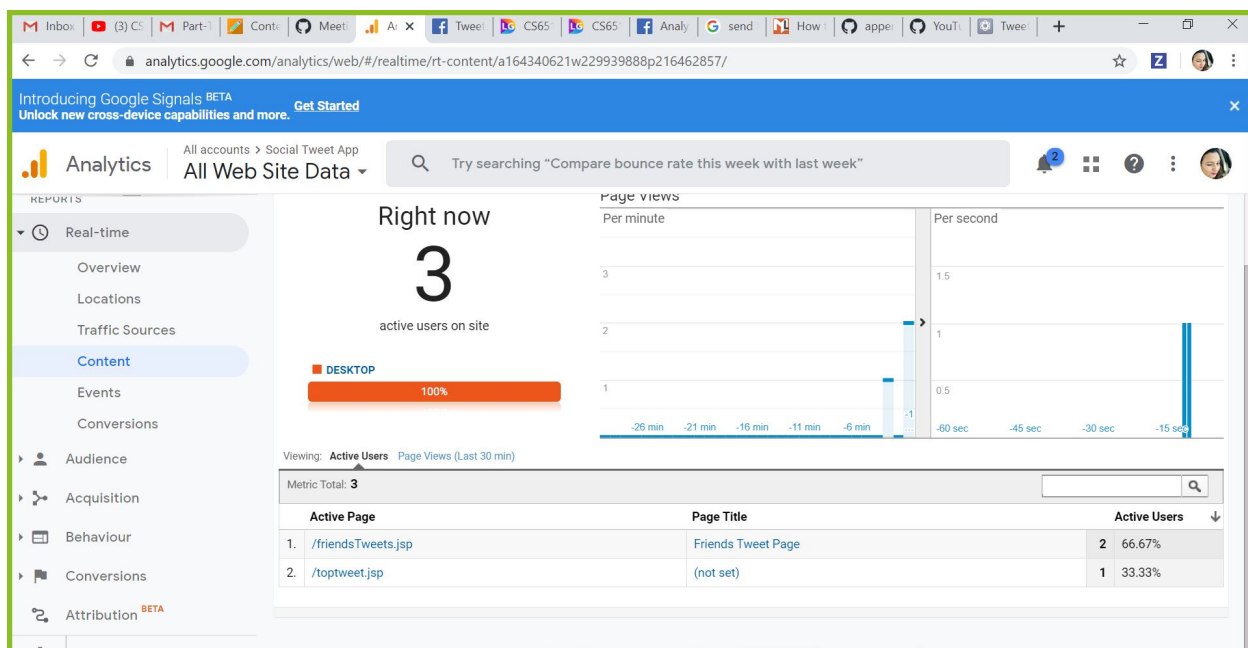 Inbox (3) CS Part-1 Conte Meeti An Tweet CS65 CS65 Analy send How t apper YouTu Tweet
analytics.google.com/analytics/web/#/realtime/rt-content/a164340621w229939888p216462857/
Introducing Google Signals BETA
Unlock new cross-device capabilities and more. Get Started
Analytics
All accounts > Social Tweet App
All Web Site Data
Try searching “Compare bounce rate this week with last week”
2
REPORTS
Real-time
Overview
Locations
Traffic Sources
Content
Events
Conversions
Audience
Acquisition
Behaviour
Conversions
Attribution BETA
Right now
3
active users on site
DESKTOP
100%
Page Views
Per minute
3
2
1
-26 min -21 min -16 min -11 min -6 min -1
Per second
1.5
1
0.5
-60 sec -45 sec -30 sec -15 sec
Viewing: Active Users Page Views (Last 30 min)
Metric Total: 3
Active Page Page Title Active Users
1. /friendsTweets.jsp Friends Tweet Page 2 66.67%
2. /toptweet.jsp (not set) 1 33.33%